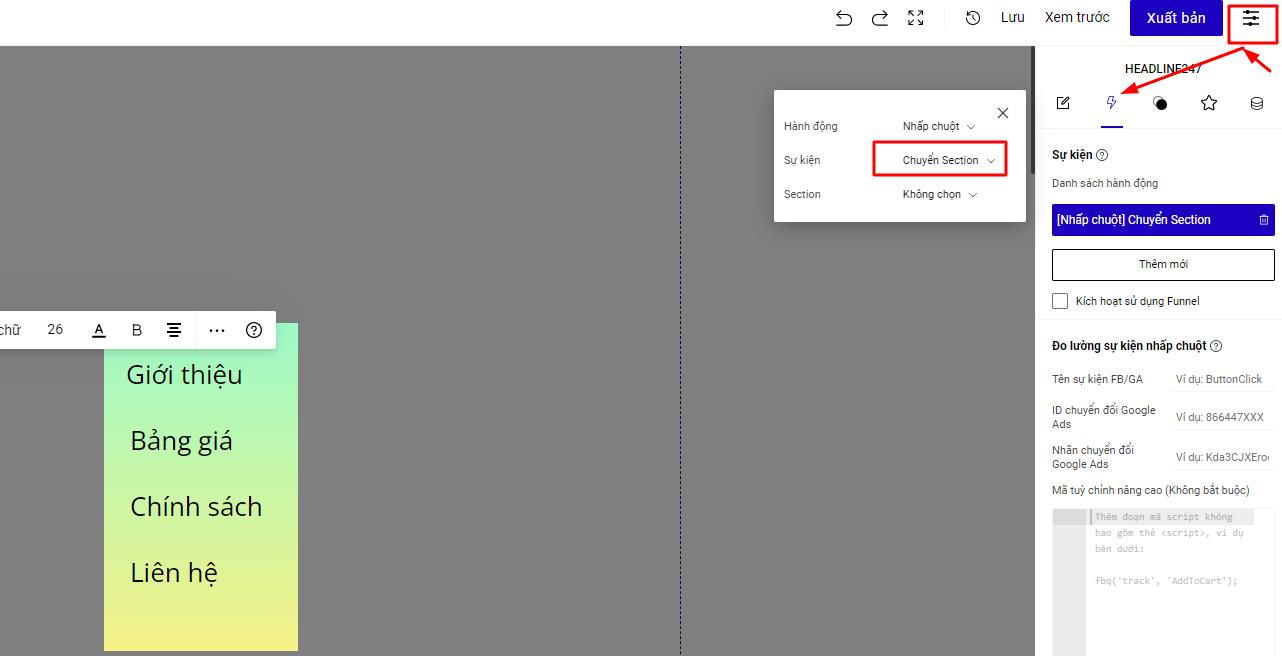 Lưu
Xem trước
Xuất bản
HEADLINE247
Hành động
Nhấp chuột
Sự kiện
Chuyển Section
Section
Không chọn
Sự kiện
Danh sách hành động
[Nhấp chuột] Chuyển Section
Thêm mới
Kích hoạt sử dụng Funnel
Đo lường sự kiện nhấp chuột
Tên sự kiện FB/GA
Ví dụ: ButtonClick
ID chuyển đổi Google
Ads
Ví dụ: 866447XXX
Nhãn chuyển đổi
Google Ads
Ví dụ: Kda3CJXEro
Mã tuỳ chỉnh nâng cao (Không bắt buộc)
Thêm đoạn mã script không
bao gồm thẻ <script>, ví dụ
bên dưới:
fbq('track', 'AddToCart');
chữ
26
A
B
Giới thiệu
Bảng giá
Chính sách
Liên hệ